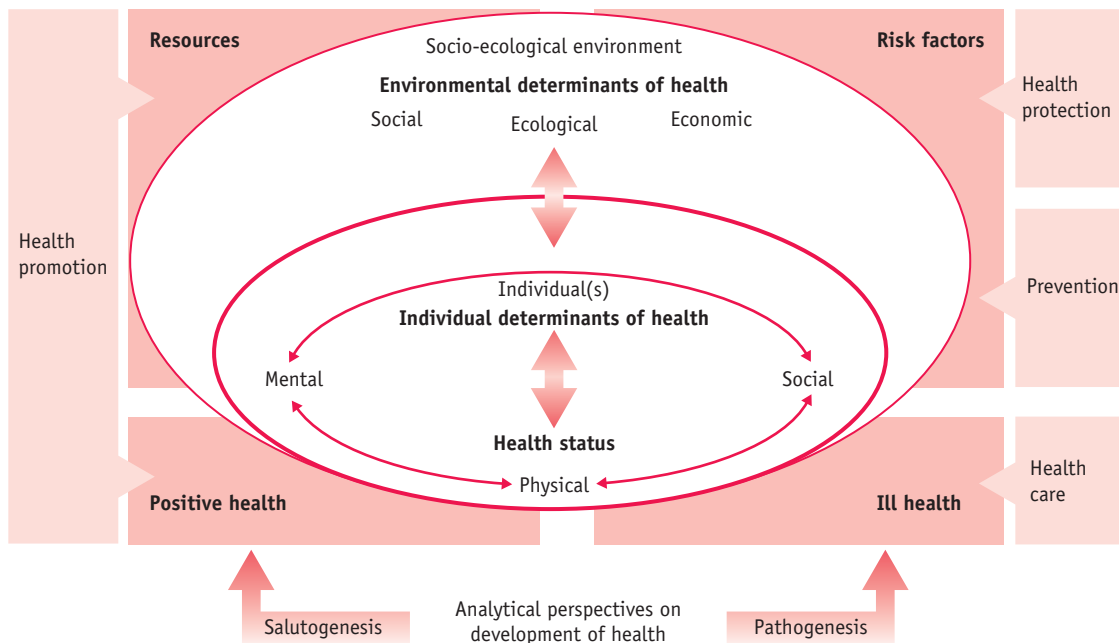 Resources
Socio-ecological environment
Risk factors
Environmental determinants of health
Social
Ecological
Economic
Health
protection
Health
promotion
Prevention
Individual(s)
Individual determinants of health
Mental
Social
Health status
Physical
Positive health
Ill health
Health
care
Salutogenesis
Analytical perspectives on
development of health
Pathogenesis